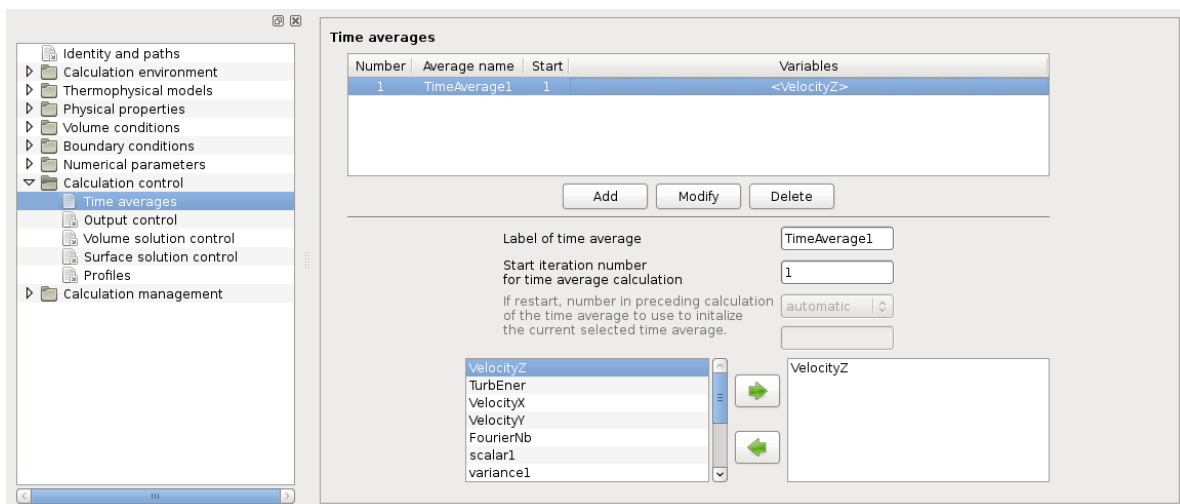 Identity and paths
Calculation environment
Thermophysical models
Physical properties
Volume conditions
Boundary conditions
Numerical parameters
Calculation control
Time averages
Output control
Volume solution control
Surface solution control
Profiles
Calculation management
Time averages
Number Average name Start Variables
1 TimeAverage1 1 <VelocityZ>
Add Modify Delete
Label of time average TimeAverage1
Start iteration number
for time average calculation 1
If restart, number in preceding calculation
of the time average to use to initalize
the current selected time average.
automatic
VelocityZ
TurbEner
VelocityX
VelocityY
FourierNb
scalar1
variance1
VelocityZ